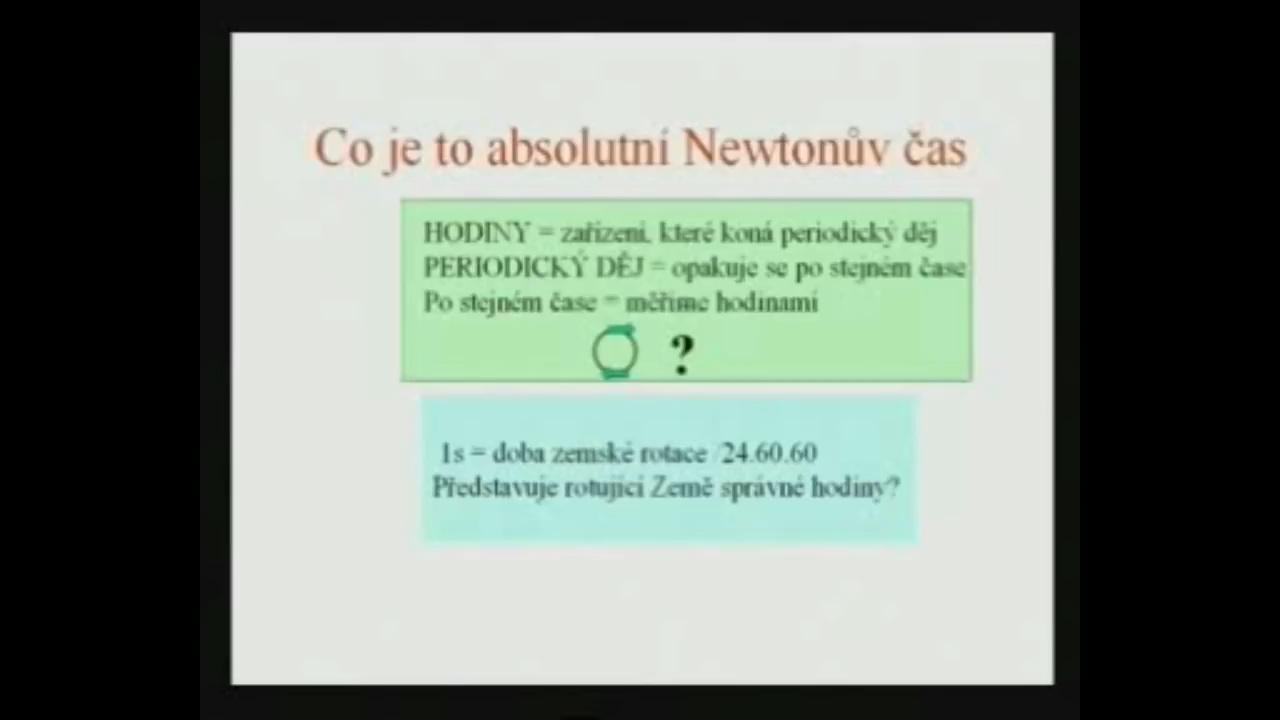 Co je to absolutní Newtonův čas
HODINY = zařízení, které koná periodický děj
PERIODICKÝ DĚJ = opakuje se po stejném čase
Po stejném čase = měříme hodinami
?
1s = doba zemské rotace /24.60.60
Představuje rotující Země správné hodiny?